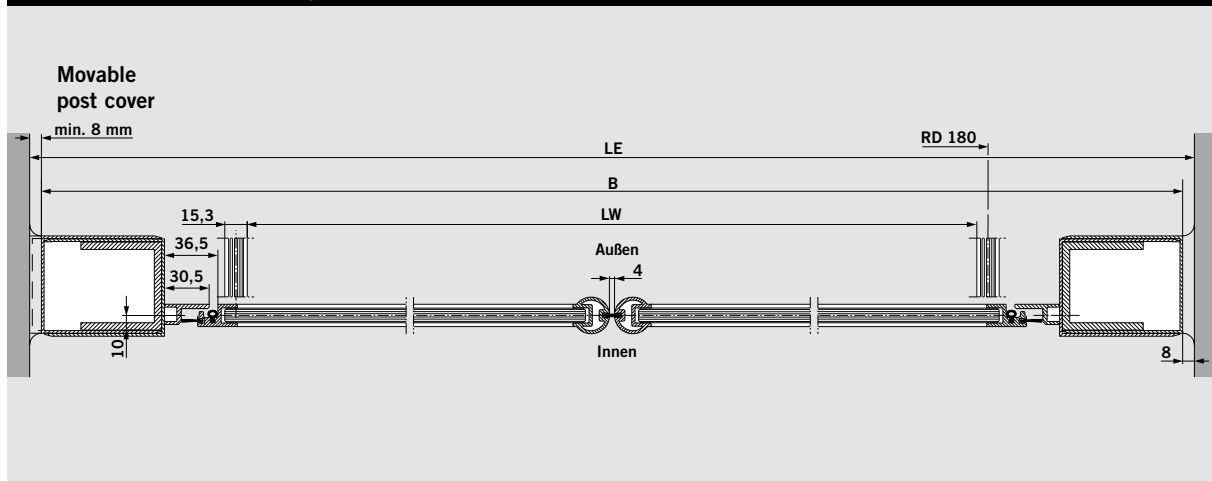 Movable
post cover
min. 8 mm
RD 180
LE
B
15,3
LW
36,5
Außen
30,5
4
10
Innen
8